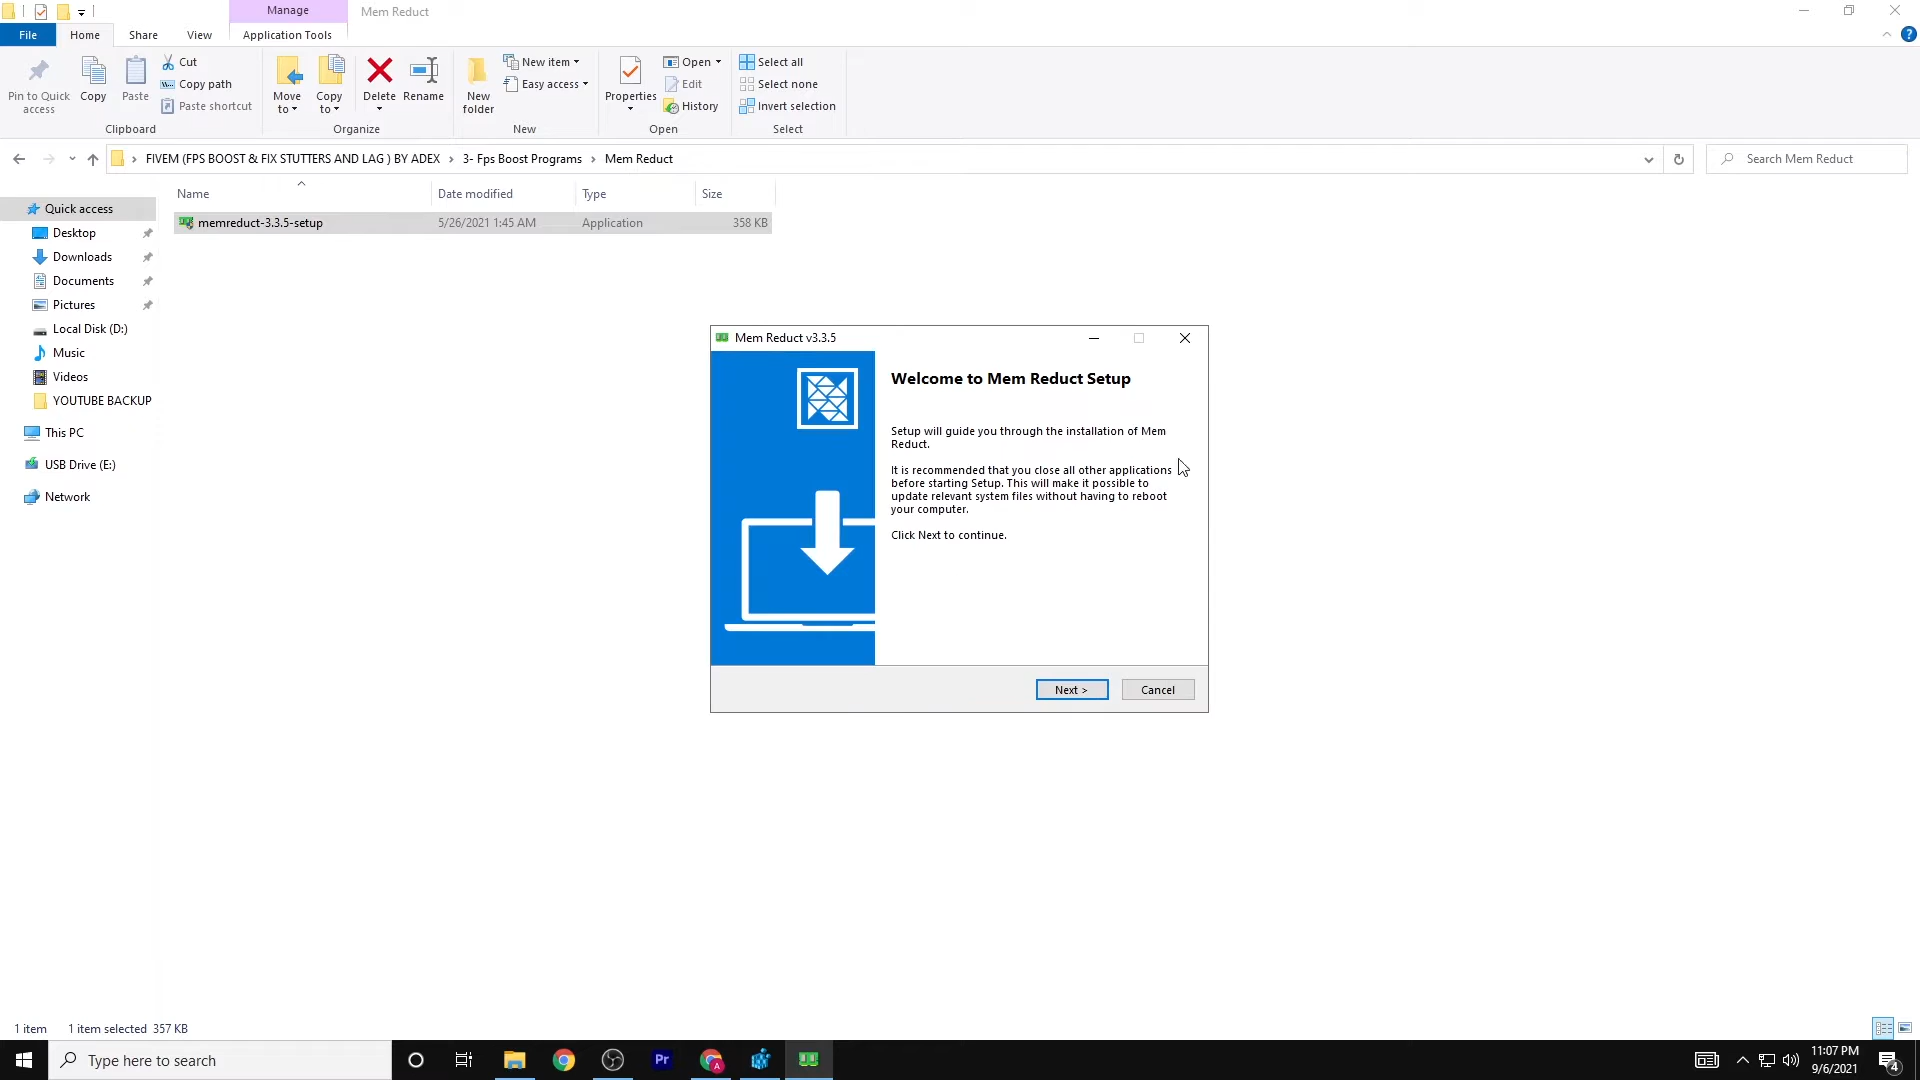 Manage
Mem Reduct
File
Home
Share
View
Application Tools
Pin to Quick
access
Copy
Paste
Cut
Copy path
Paste shortcut
Clipboard
Move
to
Copy
to
Delete
Rename
Organize
New
folder
New item
Easy access
New
Properties
Open
Edit
History
Open
Select all
Select none
Invert selection
Select
FIVEM (FPS BOOST & FIX STUTTERS AND LAG ) BY ADEX
3- Fps Boost Programs
Mem Reduct
Search Mem Reduct
Name
Date modified
Type
Size
memreduct-3.3.5-setup
5/26/2021 1:45 AM
Application
358 KB
Quick access
Desktop
Downloads
Documents
Pictures
Local Disk (D:)
Music
Videos
YOUTUBE BACKUP
This PC
USB Drive (E:)
Network
Mem Reduct v3.3.5
Welcome to Mem Reduct Setup
Setup will guide you through the installation of Mem
Reduct.
It is recommended that you close all other applications
before starting Setup. This will make it possible to
update relevant system files without having to reboot
your computer.
Click Next to continue.
Next >
Cancel
1 item
1 item selected 357 KB
Type here to search
Pr
A
11:07 PM
9/6/2021
4